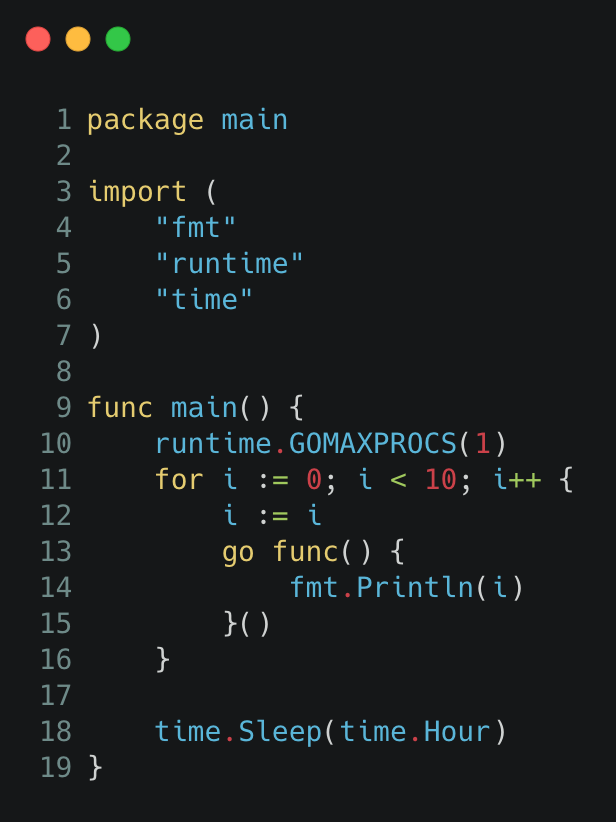 1 package main
2
3 import (
4     "fmt"
5     "runtime"
6     "time"
7 )
8
9 func main() {
10     runtime.GOMAXPROCS(1)
11     for i := 0; i < 10; i++ {
12         i := i
13         go func() {
14             fmt.Println(i)
15         }()
16     }
17
18     time.Sleep(time.Hour)
19 }